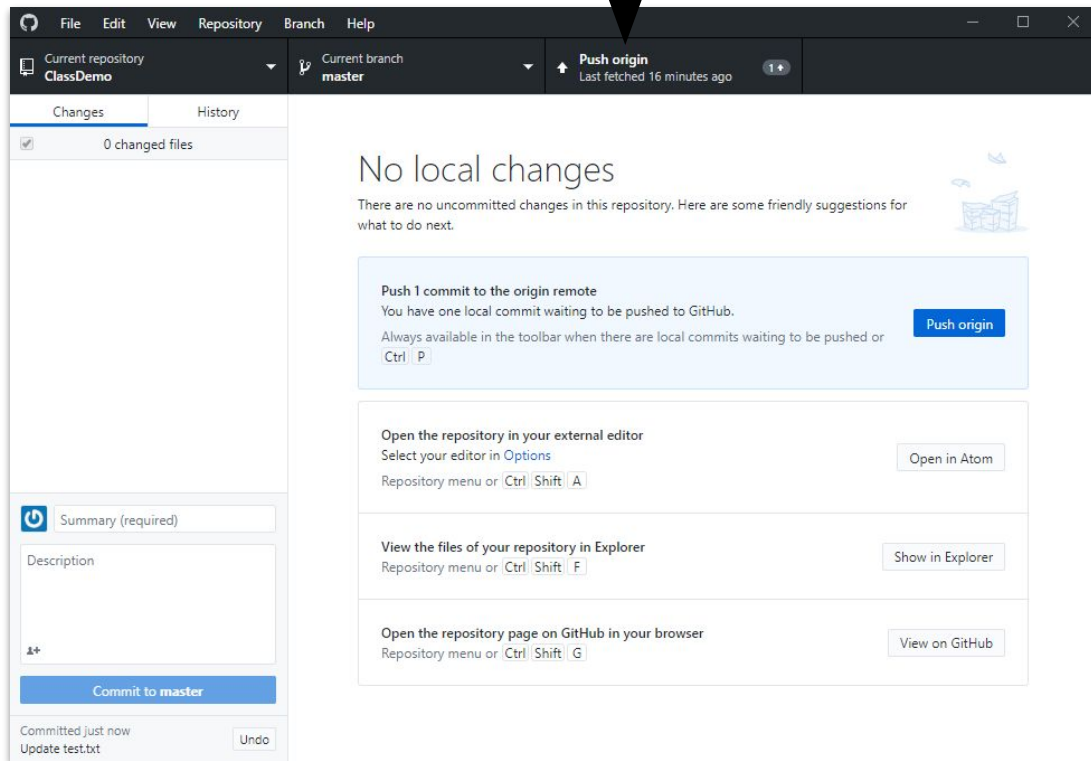 File Edit View Repository Branch Help
Current repository
ClassDemo
Current branch
master
Push origin
Last fetched 16 minutes ago
1
Changes History
0 changed files
No local changes
There are no uncommitted changes in this repository. Here are some friendly suggestions for
what to do next.
Push 1 commit to the origin remote
You have one local commit waiting to be pushed to GitHub.
Always available in the toolbar when there are local commits waiting to be pushed or
Ctrl P
Push origin
Open the repository in your external editor
Select your editor in Options
Repository menu or Ctrl Shift A
Open in Atom
View the files of your repository in Explorer
Repository menu or Ctrl Shift F
Show in Explorer
Open the repository page on GitHub in your browser
Repository menu or Ctrl Shift G
View on GitHub
Summary (required)
Description
Commit to master
Committed just now
Update test.txt
Undo